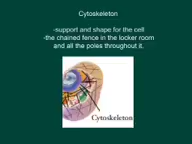 Cytoskeleton
-support and shape for the cell
-the chained fence in the locker room
and all the poles throughout it.
Cytoskeleton